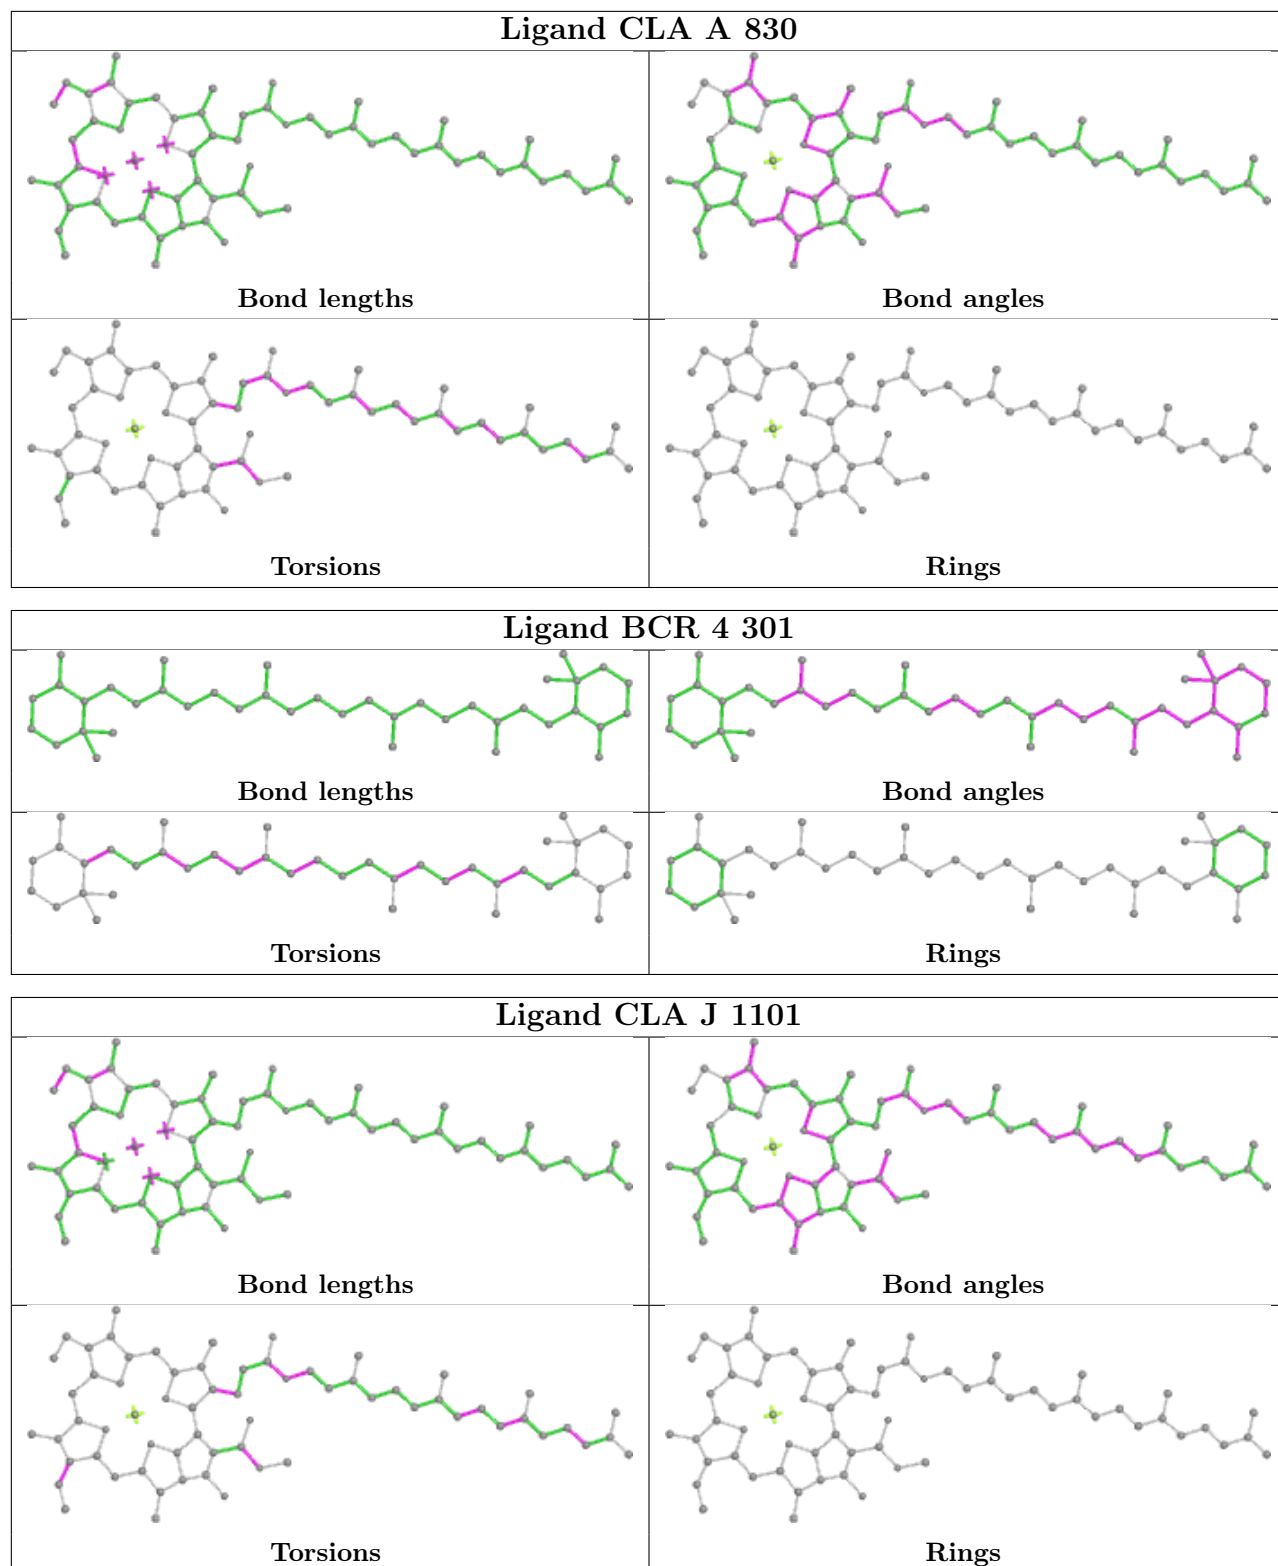 Ligand CLA A 830
Bond lengths Bond angles
Torsions Rings
Ligand BCR 4 301
Bond lengths Bond angles
Torsions Rings
Ligand CLA J 1101
Bond lengths Bond angles
Torsions Rings